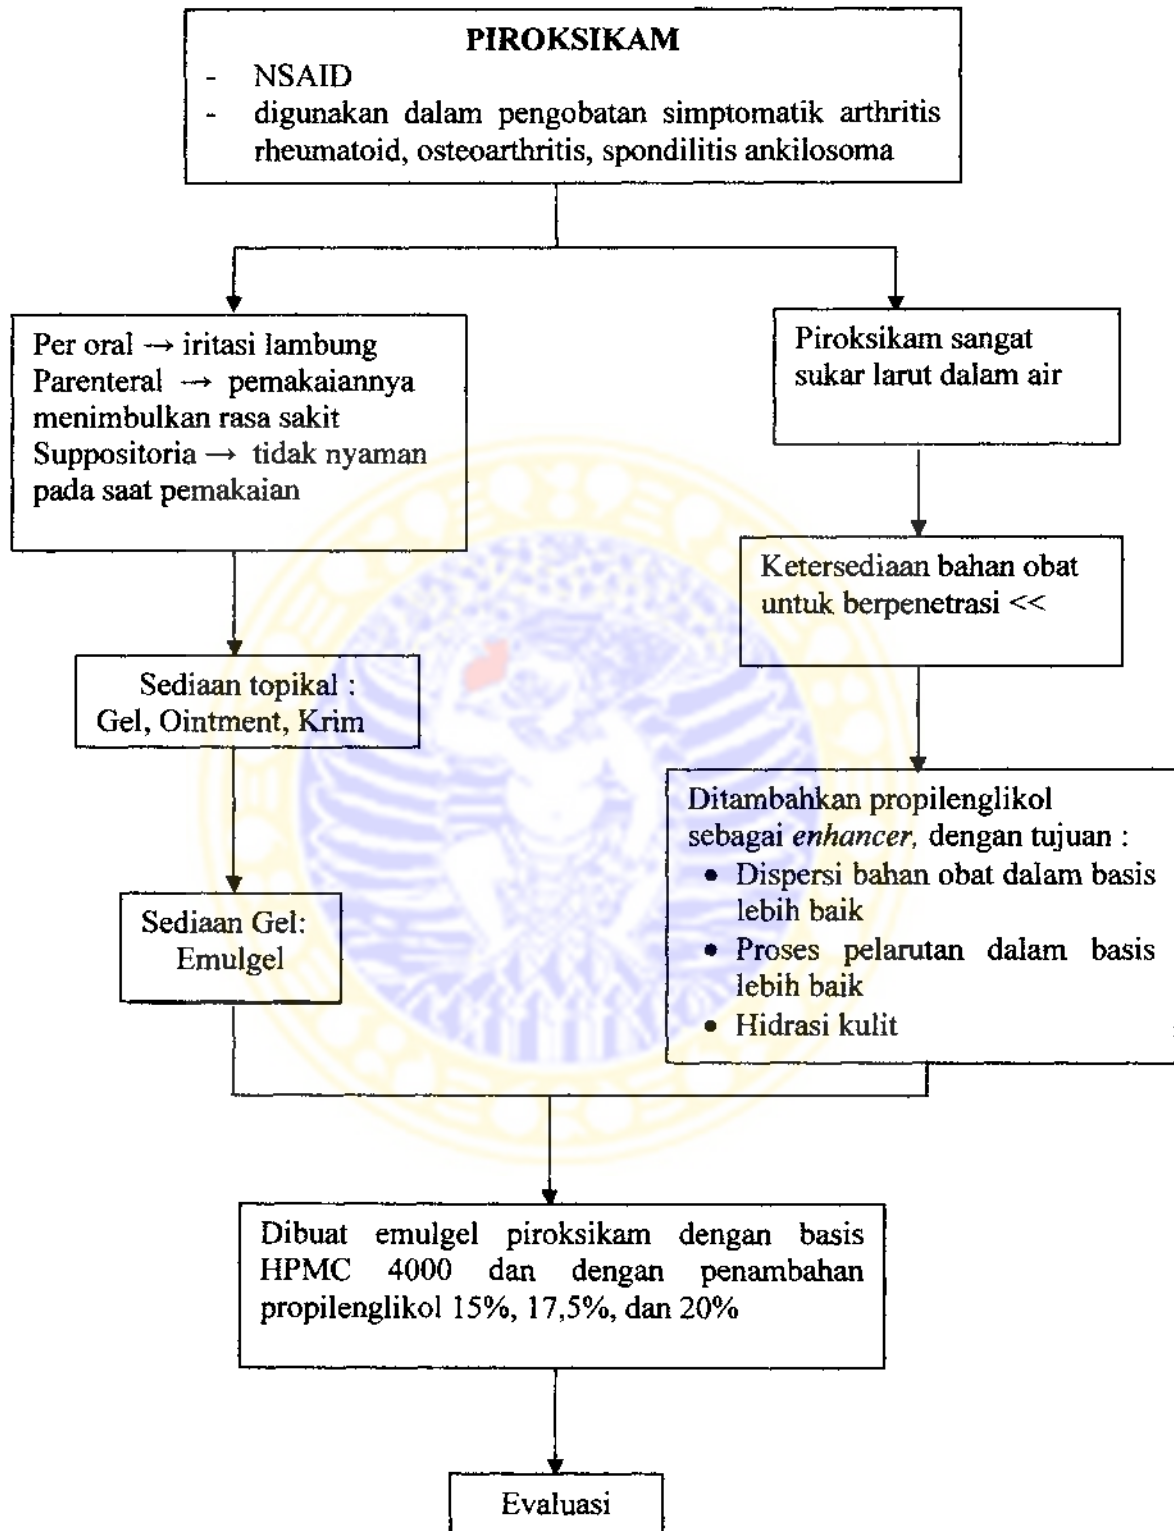 PIROKSIKAM
- NSAID
- digunakan dalam pengobatan simptomatik arthritis
rheumatoid, osteoarthritis, spondilitis ankilosoma
Per oral → iritasi lambung
Parenteral → pemakaiannya
menimbulkan rasa sakit
Suppositoria → tidak nyaman
pada saat pemakaian
Piroksikam sangat
sukar larut dalam air
Ketersediaan bahan obat
untuk berpenetrasi <<
Sediaan topikal :
Gel, Ointment, Krim
Ditambahkan propilenglikol
sebagai enhancer, dengan tujuan :
• Dispersi bahan obat dalam basis
lebih baik
• Proses pelarutan dalam basis
lebih baik
• Hidrasi kulit
Sediaan Gel:
Emulgel
Dibuat emulgel piroksikam dengan basis
HPMC 4000 dan dengan penambahan
propilenglikol 15%, 17,5%, dan 20%
Evaluasi